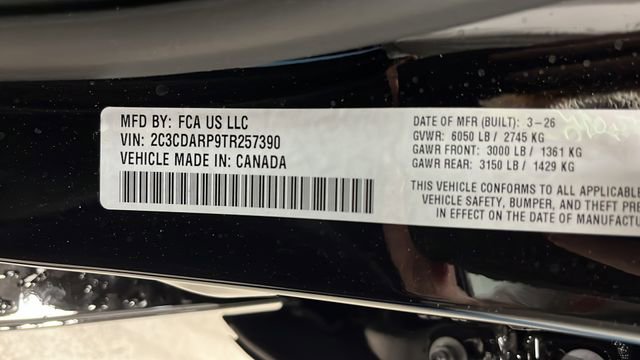 MFD BY: FCA US LLC
VIN: 2C3CDARP9TR257390
VEHICLE MADE IN: CANADA
DATE OF MFR (BUILT): 3-26
GVWR: 6050 LB / 2745 KG
GAWR FRONT: 3000 LB / 1361 KG
GAWR REAR: 3150 LB / 1429 KG
THIS VEHICLE CONFORMS TO ALL APPLICABLE
VEHICLE SAFETY, BUMPER, AND THEFT PRE
IN EFFECT ON THE DATE OF MANUFACTU